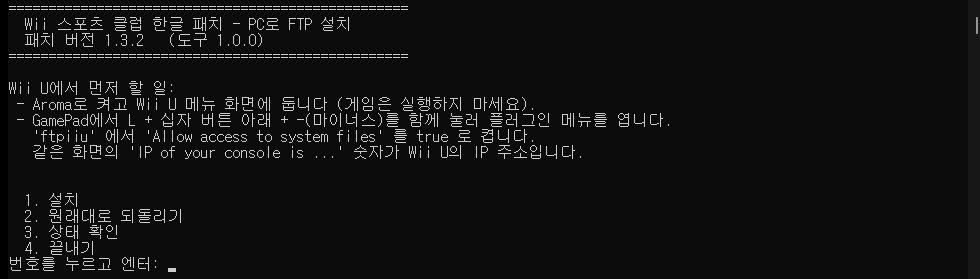 ==================================================
Wii 스포츠 클럽 한글 패치 - PC로 FTP 설치
패치 버전 1.3.2 (도구 1.0.0)
==================================================
Wii U에서 먼저 할 일:
- Aroma로 켜고 Wii U 메뉴 화면에 둡니다 (게임은 실행하지 마세요).
- GamePad에서 L + 십자 버튼 아래 + -(마이너스)를 함께 눌러 플러그인 메뉴를 엽니다.
'ftpiiu' 에서 'Allow access to system files' 를 true 로 켭니다.
같은 화면의 'IP of your console is ...' 숫자가 Wii U의 IP 주소입니다.
1. 설치
2. 원래대로 되돌리기
3. 상태 확인
4. 끝내기
번호를 누르고 엔터: _